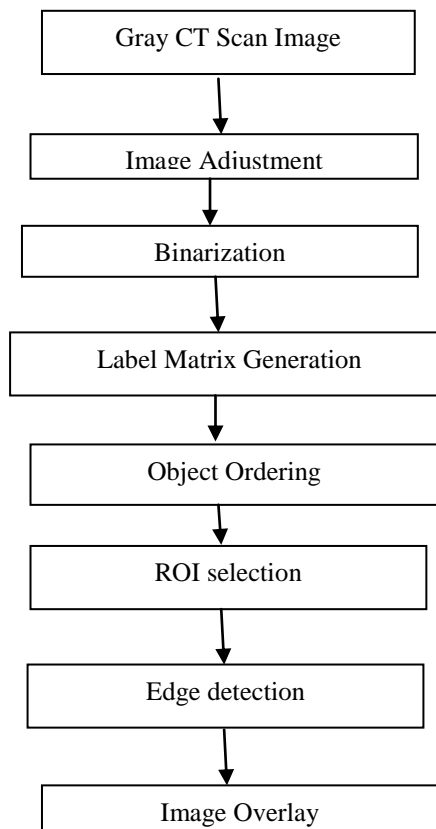 Gray CT Scan Image
Image Adjustment
Binarization
Label Matrix Generation
Object Ordering
ROI selection
Edge detection
Image Overlay